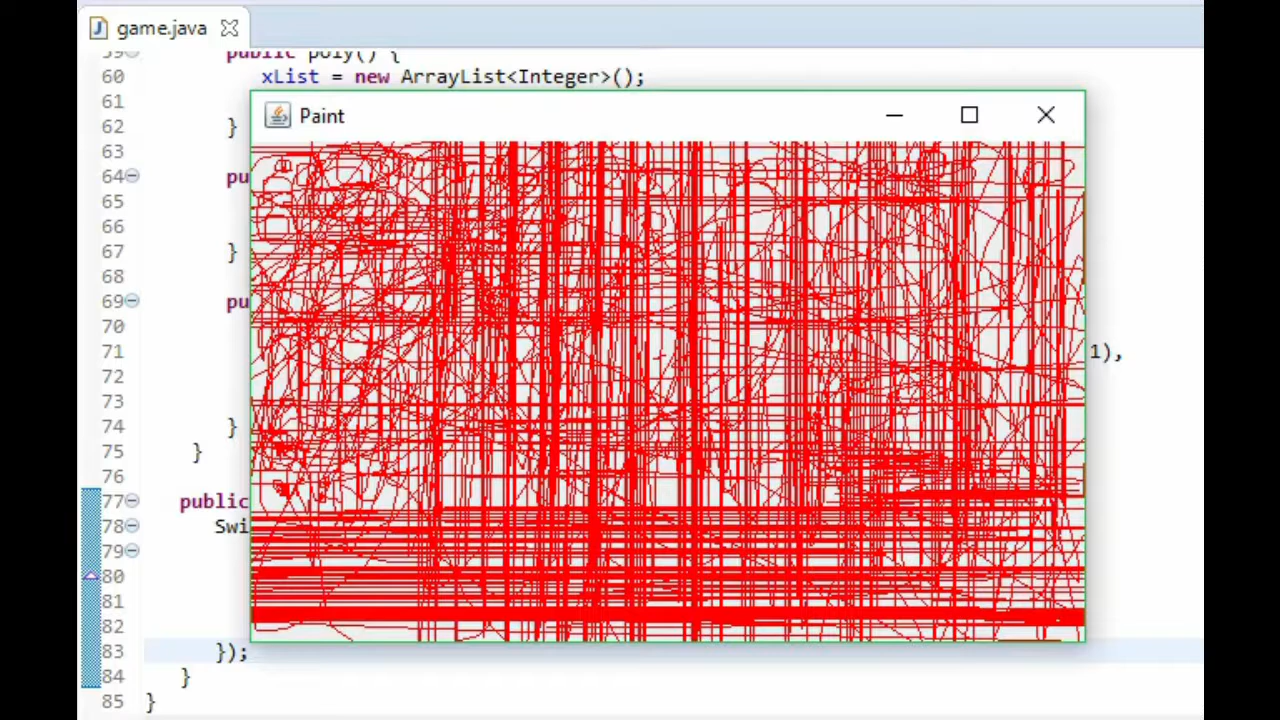 game.java
59 public poly() {
60 xList = new ArrayList<Integer>();
Paint
61
62 }
63
64 pu
65
66
67 }
68
69 pu
70
71 1),
72
73
74 }
75 }
76
77 public
78 Swi
79
80
81
82
83 });
84 }
85 }